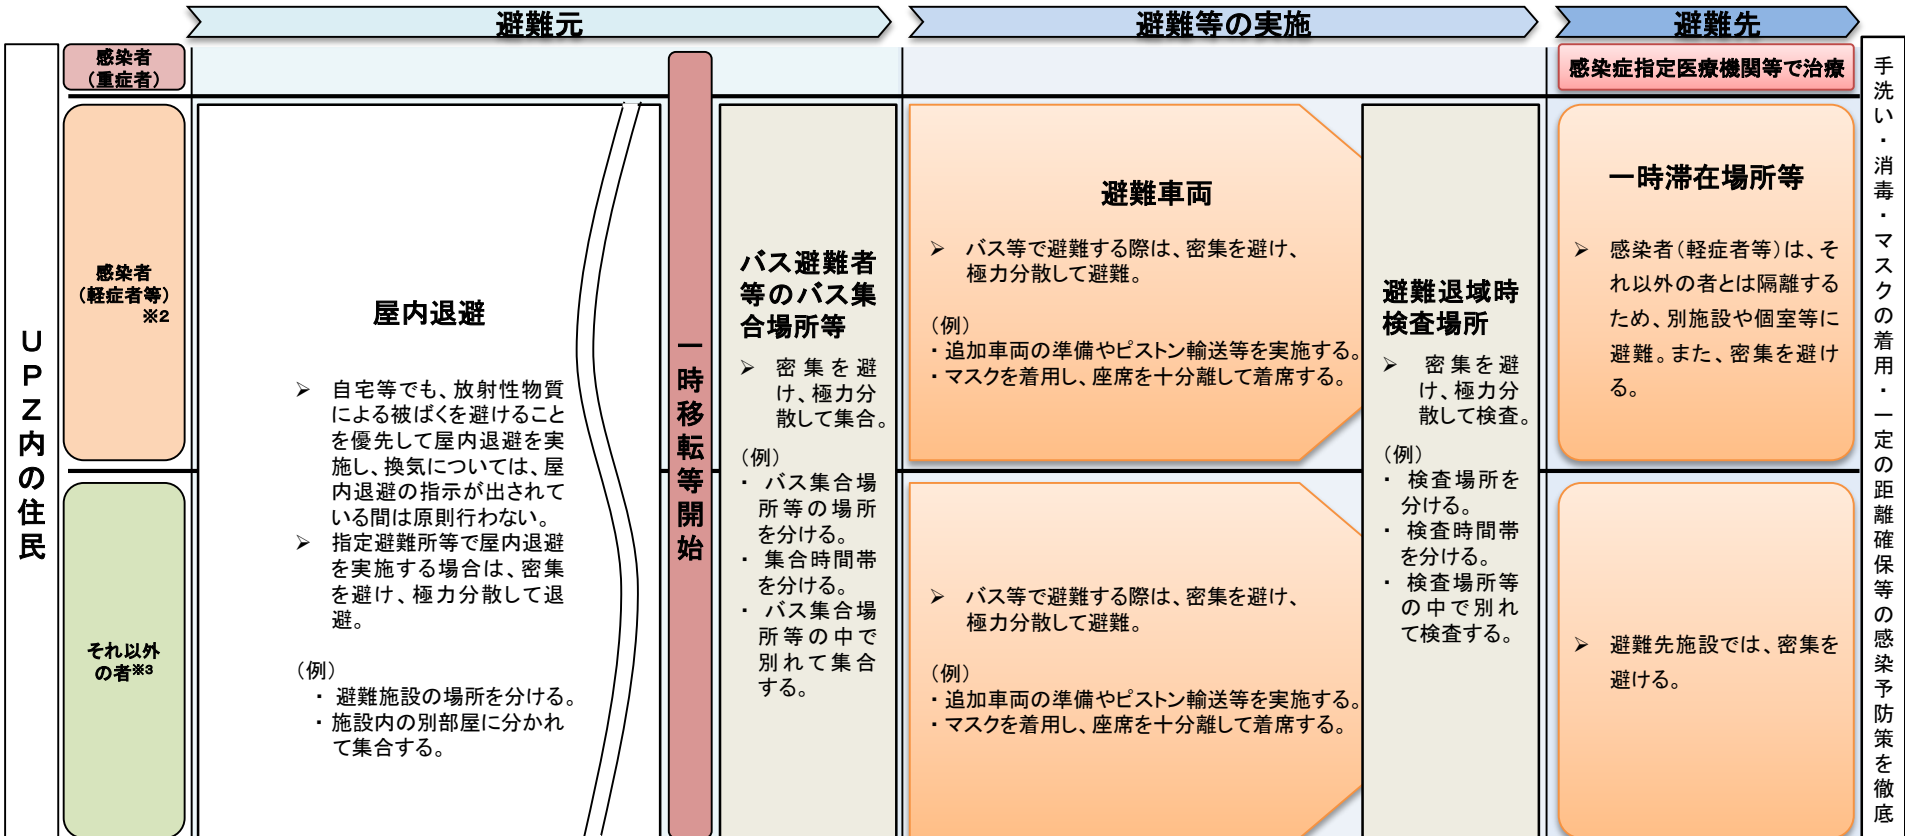 避難元
避難等の実施
避難先
UPZ内の住民
感染者
（重症者）
感染症指定医療機関等で治療
感染者
（軽症者等）
※2
それ以外
の者※3
屋内退避
➢ 自宅等でも、放射性物質
による被ばくを避けること
を優先して屋内退避を実
施し、換気については、屋
内退避の指示が出されて
いる間は原則行わない。
➢ 指定避難所等で屋内退避
を実施する場合は、密集
を避け、極力分散して退
避。
（例）
・ 避難施設の場所を分ける。
・ 施設内の別部屋に分かれ
て集合する。
一時移転等開始
バス避難者
等のバス集
合場所等
➢ 密集を避
け、極力分
散して集合。
（例）
・ バス集合場
所等の場所
を分ける。
・ 集合時間帯
を分ける。
・ バス集合場
所等の中で
別れて集合
する。
避難車両
➢ バス等で避難する際は、密集を避け、
極力分散して避難。
（例）
・追加車両の準備やピストン輸送等を実施する。
・マスクを着用し、座席を十分離して着席する。
➢ バス等で避難する際は、密集を避け、
極力分散して避難。
（例）
・追加車両の準備やピストン輸送等を実施する。
・マスクを着用し、座席を十分離して着席する。
避難退域時
検査場所
➢ 密集を避
け、極力分
散して検査。
（例）
・ 検査場所を
分ける。
・ 検査時間帯
を分ける。
・ 検査場所等
の中で別れ
て検査する。
一時滞在場所等
➢ 感染者（軽症者等）は、そ
れ以外の者とは隔離する
ため、別施設や個室等に
避難。また、密集を避け
る。
➢ 避難先施設では、密集を
避ける。
手洗い・消毒・マスクの着用・一定の距離確保等の感染予防策を徹底